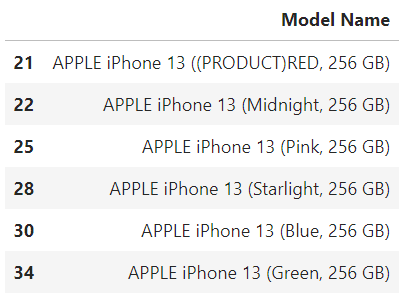 Model Name
21 APPLE iPhone 13 ((PRODUCT)RED, 256 GB)
22 APPLE iPhone 13 (Midnight, 256 GB)
25 APPLE iPhone 13 (Pink, 256 GB)
28 APPLE iPhone 13 (Starlight, 256 GB)
30 APPLE iPhone 13 (Blue, 256 GB)
34 APPLE iPhone 13 (Green, 256 GB)